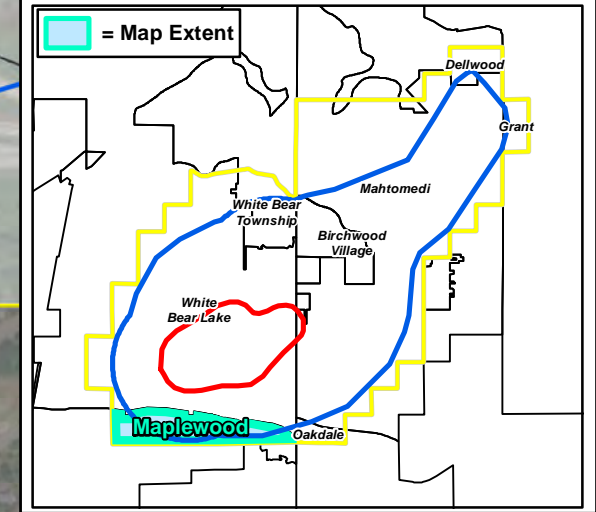 = Map Extent
Dellwood
Grant
Mahtomedi
White Bear
Township
Birchwood
Village
White
Bear Lake
Maplewood
Oakdale